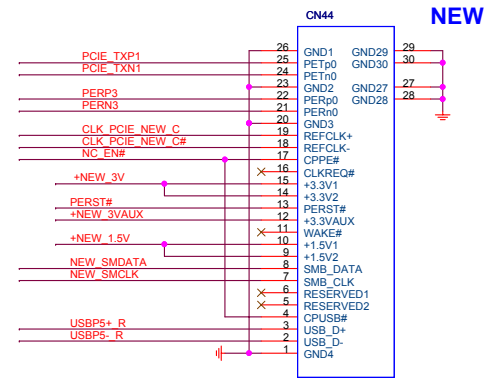 CN44 NEW
26 GND1 GND29 29
PCIE_TXP1 25 PETp0 GND30 30
PCIE_TXN1 24 PETn0
23 GND2 GND27 27
PERP3 22 PERp0 GND28 28
PERN3 21 PERn0
20 GND3
CLK_PCIE_NEW_C 19 REFCLK+
CLK_PCIE_NEW_C# 18 REFCLK-
NC_EN# 17 CPPE#
16 CLKREQ#
+NEW_3V 15 +3.3V1
14 +3.3V2
PERST# 13 PERST#
+NEW_3VAUX 12 +3.3VAUX
11 WAKE#
+NEW_1.5V 10 +1.5V1
9 +1.5V2
NEW_SMDATA 8 SMB_DATA
NEW_SMCLK 7 SMB_CLK
6 RESERVED1
5 RESERVED2
4 CPUSB#
USBP5+_R 3 USB_D+
USBP5-_R 2 USB_D-
1 GND4